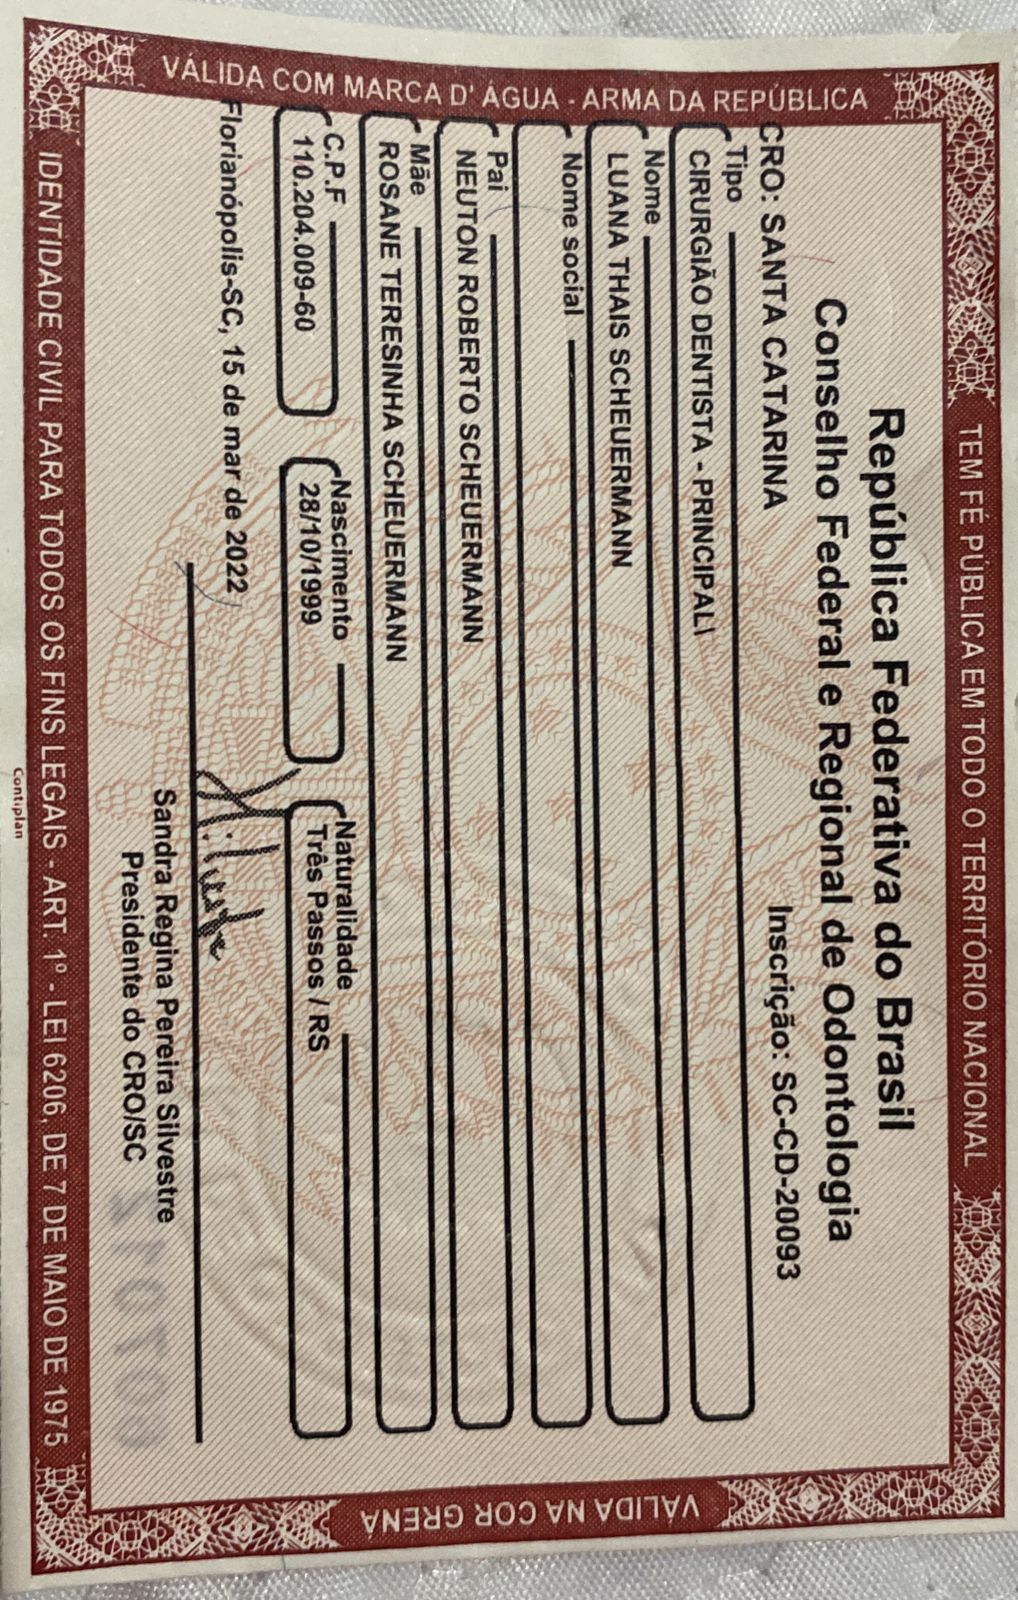 VÁLIDA COM MARCA D' ÁGUA - ARMA DA REPÚBLICA
TEM FÉ PÚBLICA EM TODO O TERRITÓRIO NACIONAL
República Federativa do Brasil
Conselho Federal e Regional de Odontologia
CRO: SANTA CATARINA
Inscrição: SC-CD-20093
Tipo
CIRURGIÃO DENTISTA - PRINCIPALI
Nome
LUANA THAIS SCHEUERMANN
Nome social
Pai
NEUTON ROBERTO SCHEUERMANN
Mãe
ROSANE TERESINHA SCHEUERMANN
C.P.F
110.204.009-60
Nascimento
28/10/1999
Naturalidade
Três Passos / RS
Florianópolis-SC, 15 de mar de 2022
Sandra Regina Pereira Silvestre
Presidente do CRO/SC
VÁLIDA NA COR GRENÁ
IDENTIDADE CIVIL PARA TODOS OS FINS LEGAIS - ART. 1º - LEI 6206, DE 7 DE MAIO DE 1975
Contiplan